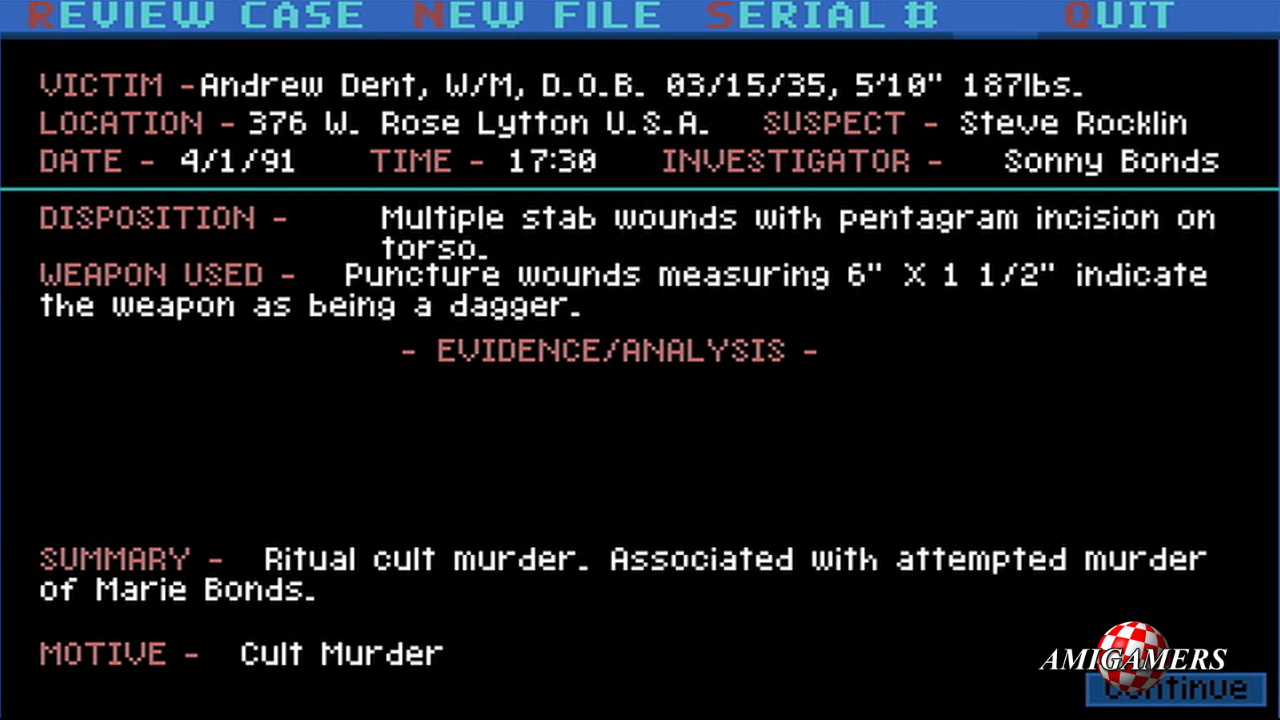 REVIEW CASE NEW FILE SERIAL # QUIT
VICTIM -Andrew Dent, W/M, D.O.B. 03/15/35, 5'10" 187lbs.
LOCATION - 376 W. Rose Lytton U.S.A. SUSPECT - Steve Rocklin
DATE - 4/1/91 TIME - 17:30 INVESTIGATOR - Sonny Bonds
DISPOSITION - Multiple stab wounds with pentagram incision on
torso.
WEAPON USED - Puncture wounds measuring 6" X 1 1/2" indicate
the weapon as being a dagger.
- EVIDENCE/ANALYSIS -
SUMMARY - Ritual cult murder. Associated with attempted murder
of Marie Bonds.
MOTIVE - Cult Murder
AMIGAMERS
Continue